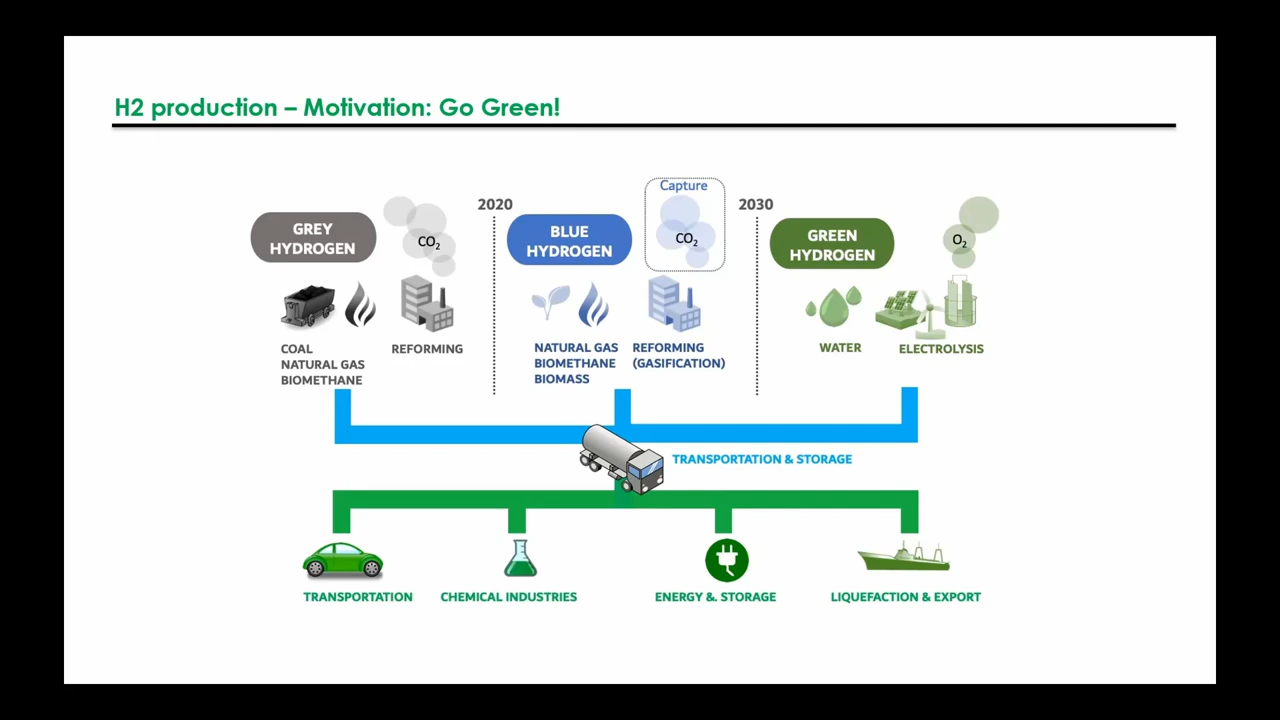 H2 production – Motivation: Go Green!
GREY
HYDROGEN
CO₂
COAL
NATURAL GAS
BIOMETHANE
REFORMING
2020
BLUE
HYDROGEN
Capture
CO₂
NATURAL GAS
BIOMETHANE
BIOMASS
REFORMING
(GASIFICATION)
2030
GREEN
HYDROGEN
O₂
WATER
ELECTROLYSIS
TRANSPORTATION & STORAGE
TRANSPORTATION
CHEMICAL INDUSTRIES
ENERGY &. STORAGE
LIQUEFACTION & EXPORT